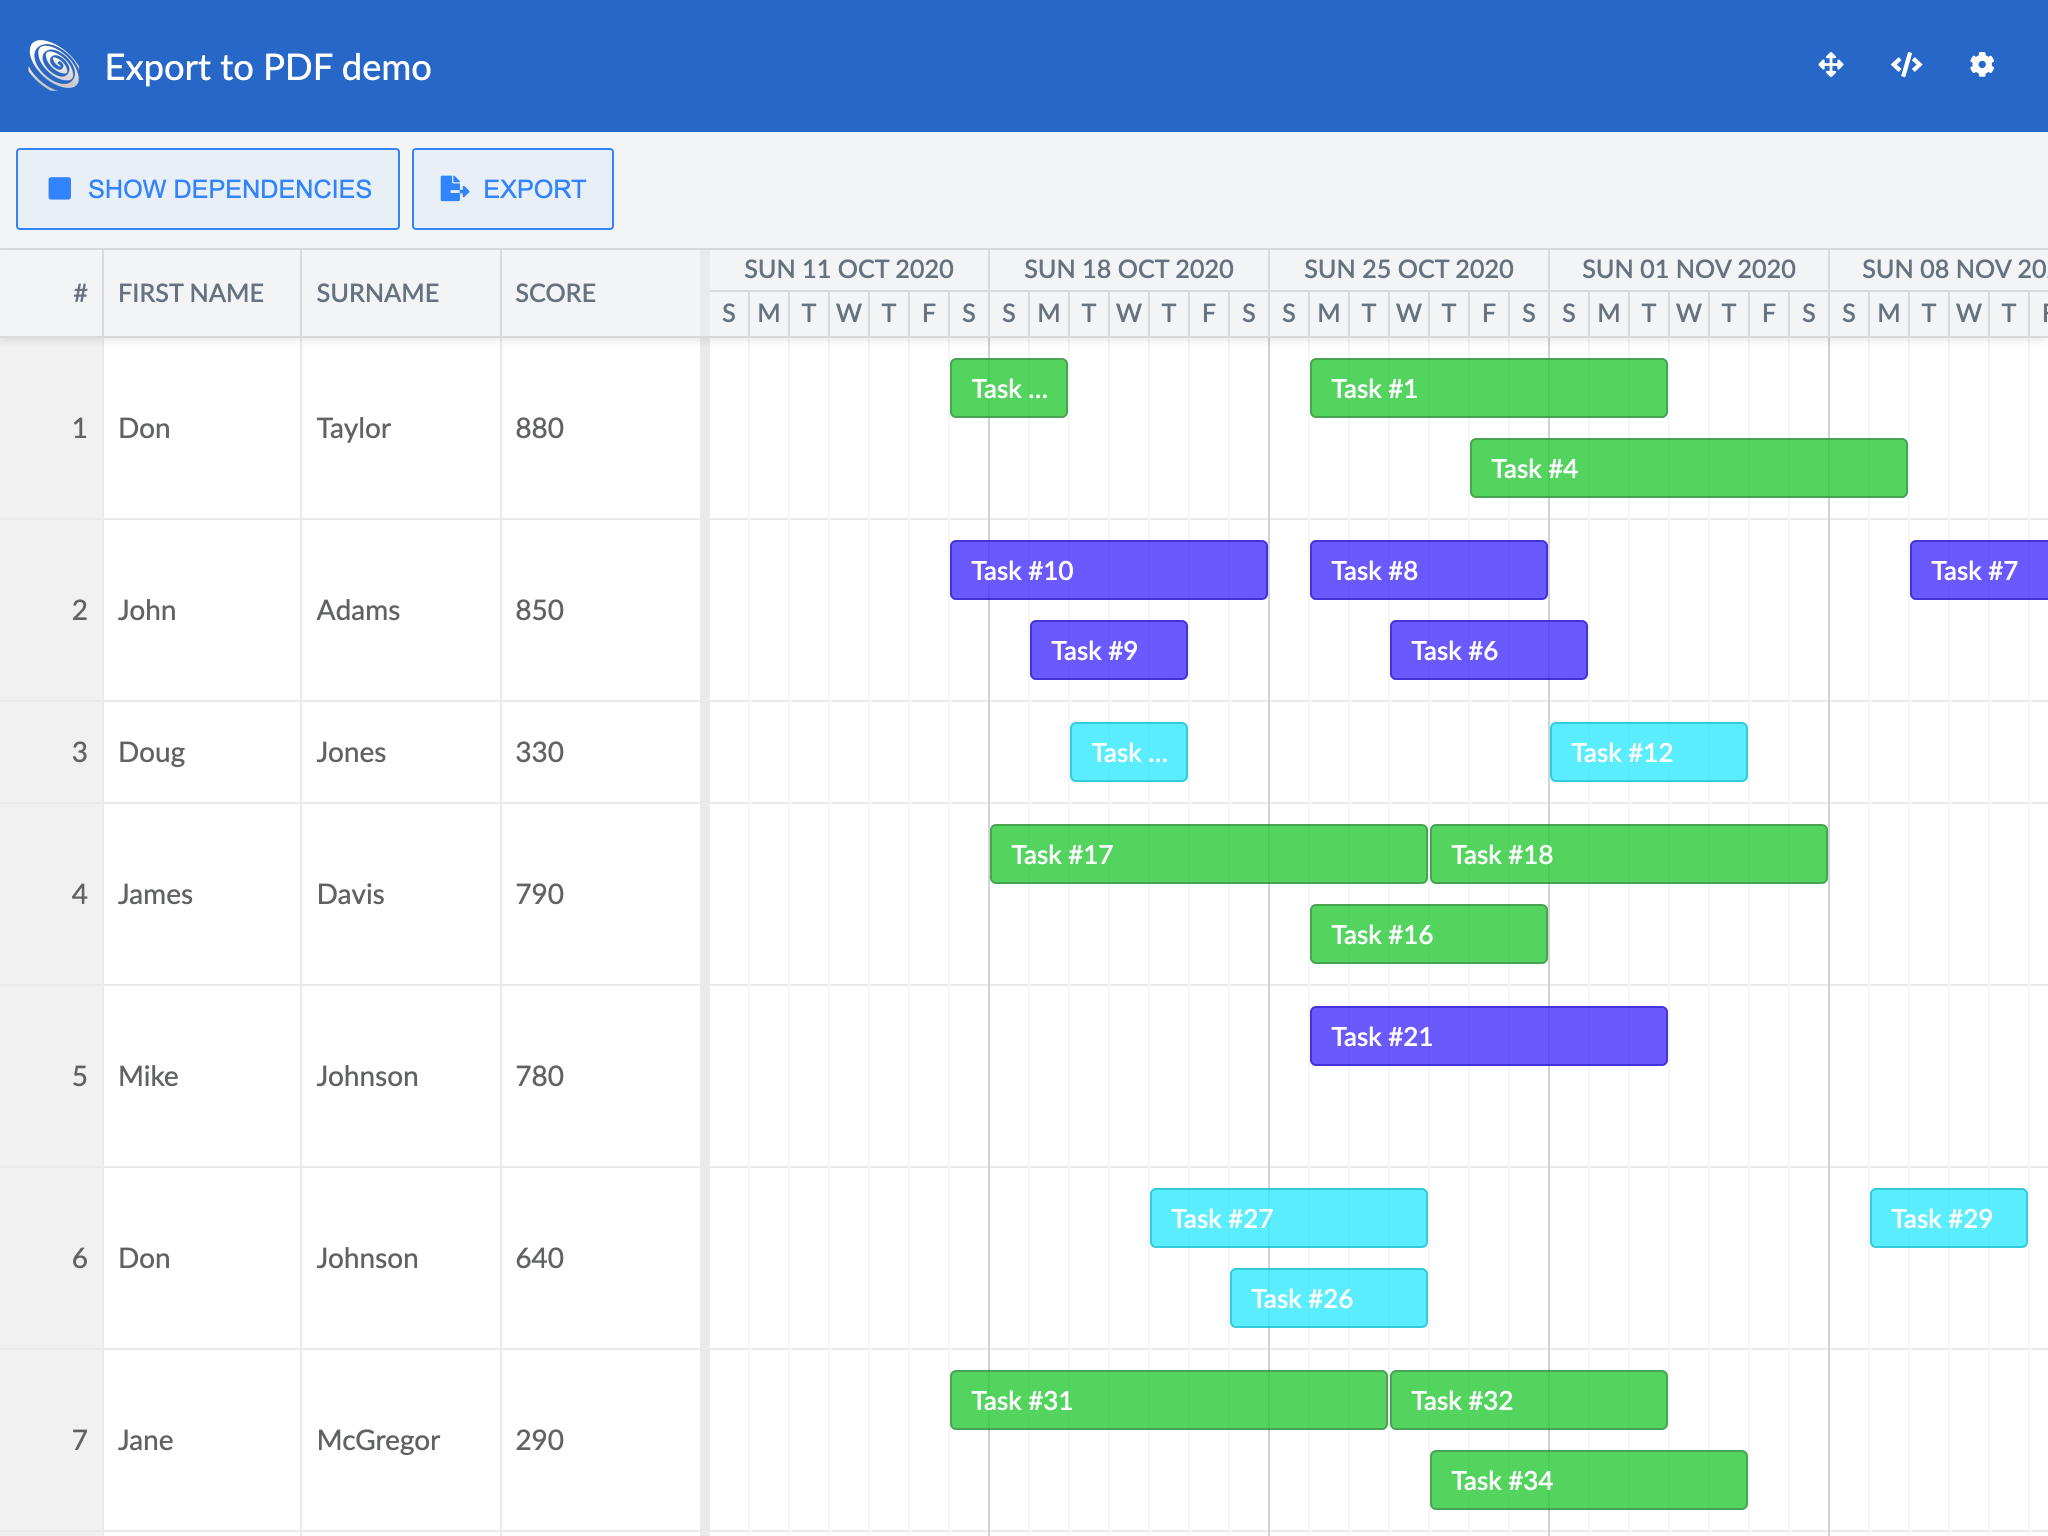 Export to PDF demo
SHOW DEPENDENCIES EXPORT
# FIRST NAME SURNAME SCORE
SUN 11 OCT 2020 SUN 18 OCT 2020 SUN 25 OCT 2020 SUN 01 NOV 2020 SUN 08 NOV 20
S M T W T F S S M T W T F S S M T W T F S S M T W T F S S M T W T F
Task ... Task #1
1 Don Taylor 880
Task #4
Task #10 Task #8 Task #7
2 John Adams 850
Task #9 Task #6
3 Doug Jones 330 Task ... Task #12
Task #17 Task #18
4 James Davis 790
Task #16
Task #21
5 Mike Johnson 780
Task #27 Task #29
6 Don Johnson 640
Task #26
Task #31 Task #32
7 Jane McGregor 290
Task #34